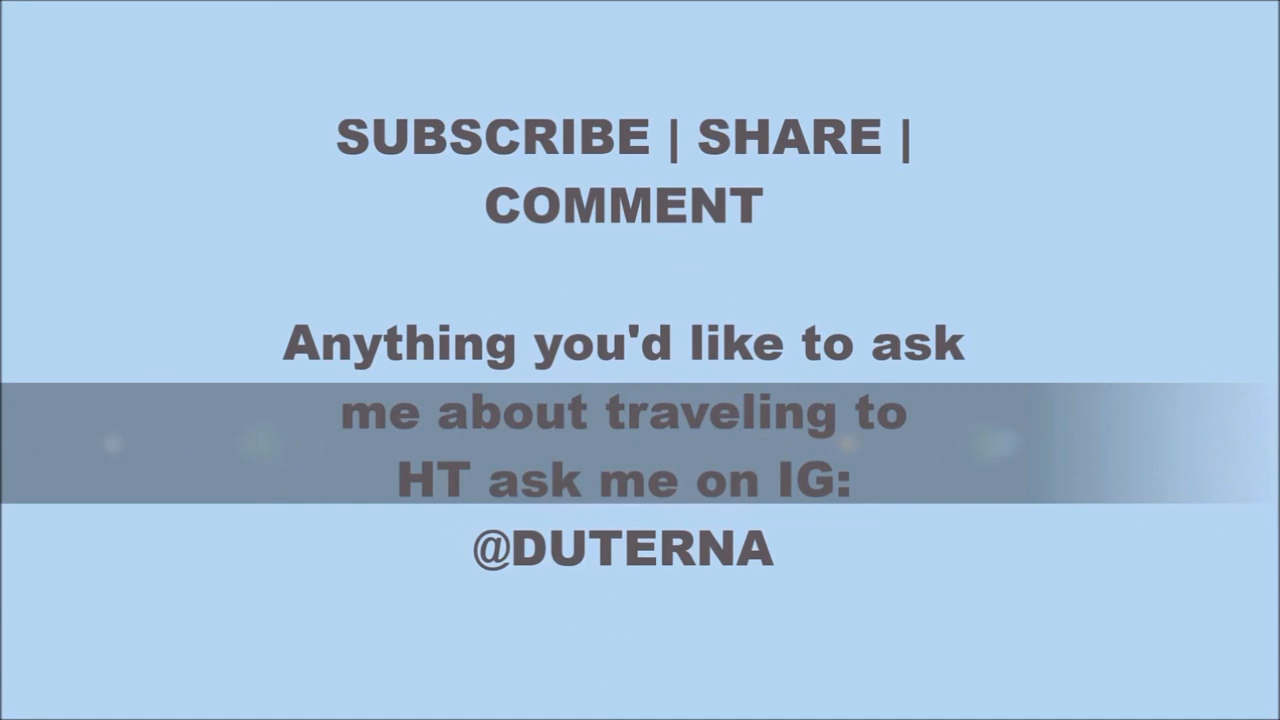 SUBSCRIBE | SHARE |
COMMENT
Anything you'd like to ask
me about traveling to
HT ask me on IG:
@DUTERNA